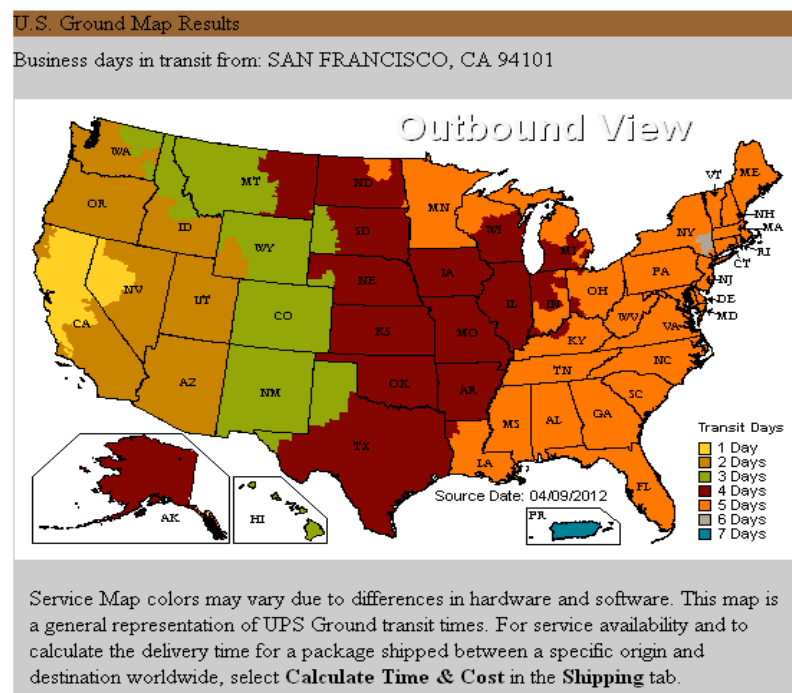 U.S. Ground Map Results
Business days in transit from: SAN FRANCISCO, CA 94101
Outbound View
WA
MT
ND
MN
VT
ME
OR
ID
WY
SD
WI
MI
NY
NH
MA
RI
CT
NV
UT
CO
NE
IA
IL
IN
OH
PA
NJ
DE
MD
CA
AZ
NM
KS
MO
KY
WV
VA
OK
AR
TN
NC
SC
TX
LA
MS
AL
GA
FL
AK
HI
PR
Transit Days
1 Day
2 Days
3 Days
4 Days
5 Days
6 Days
7 Days
Source Date: 04/09/2012
Service Map colors may vary due to differences in hardware and software. This map is
a general representation of UPS Ground transit times. For service availability and to
calculate the delivery time for a package shipped between a specific origin and
destination worldwide, select Calculate Time & Cost in the Shipping tab.